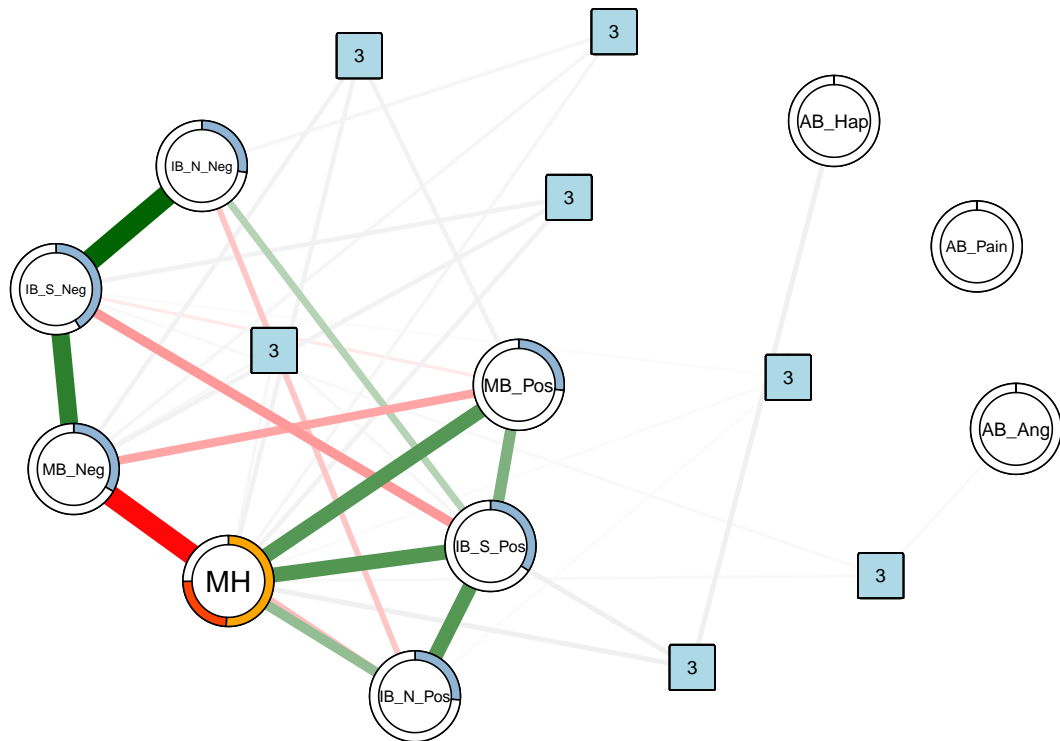 3
3
AB_Hap
IB_N_Neg
3
AB_Pain
IB_S_Neg
3
MB_Pos
3
AB_Ang
MB_Neg
IB_S_Pos
MH
3
3
IB_N_Pos